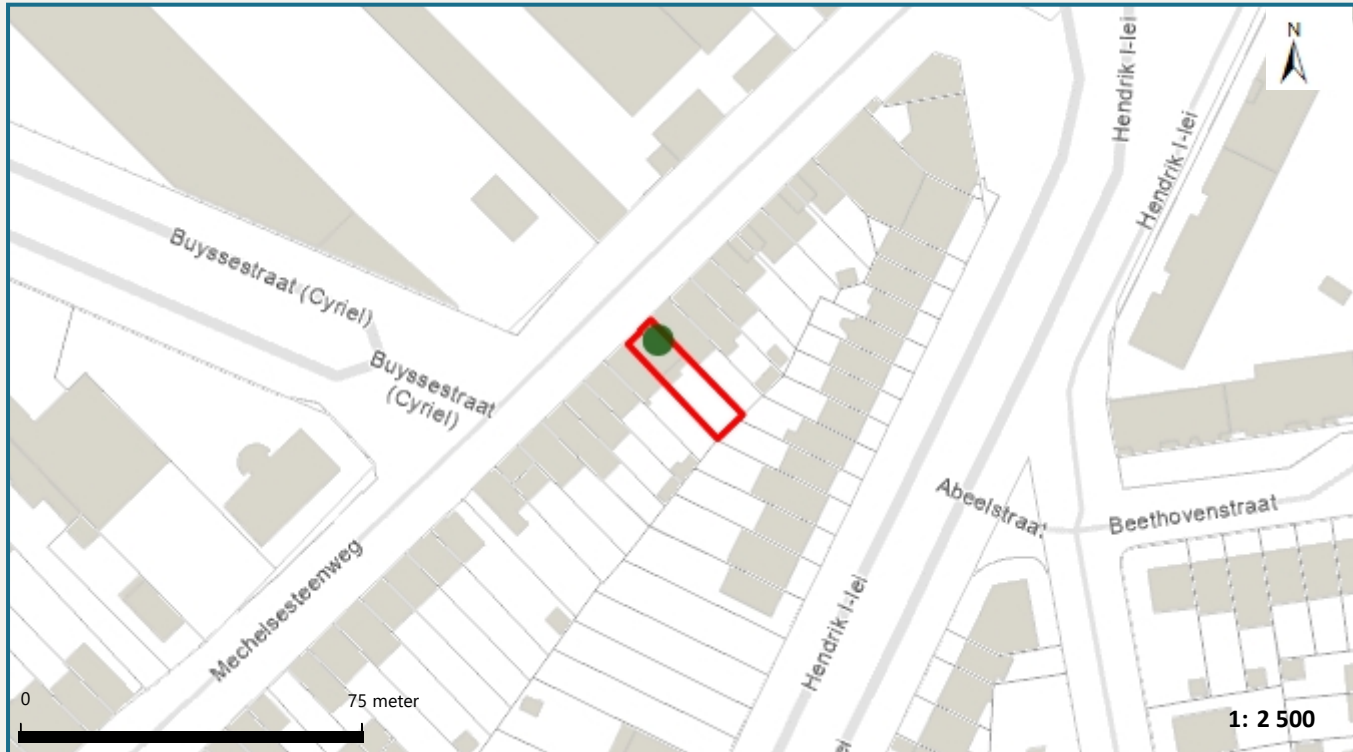 N
Hendrik I-lei
Hendrik I-lei
Buyssestraat (Cyriel)
Buyssestraat
(Cyriel)
Abeelstraat
Beethovenstraat
Mechelsesteenweg
Hendrik I-lei
0
75 meter
1: 2 500